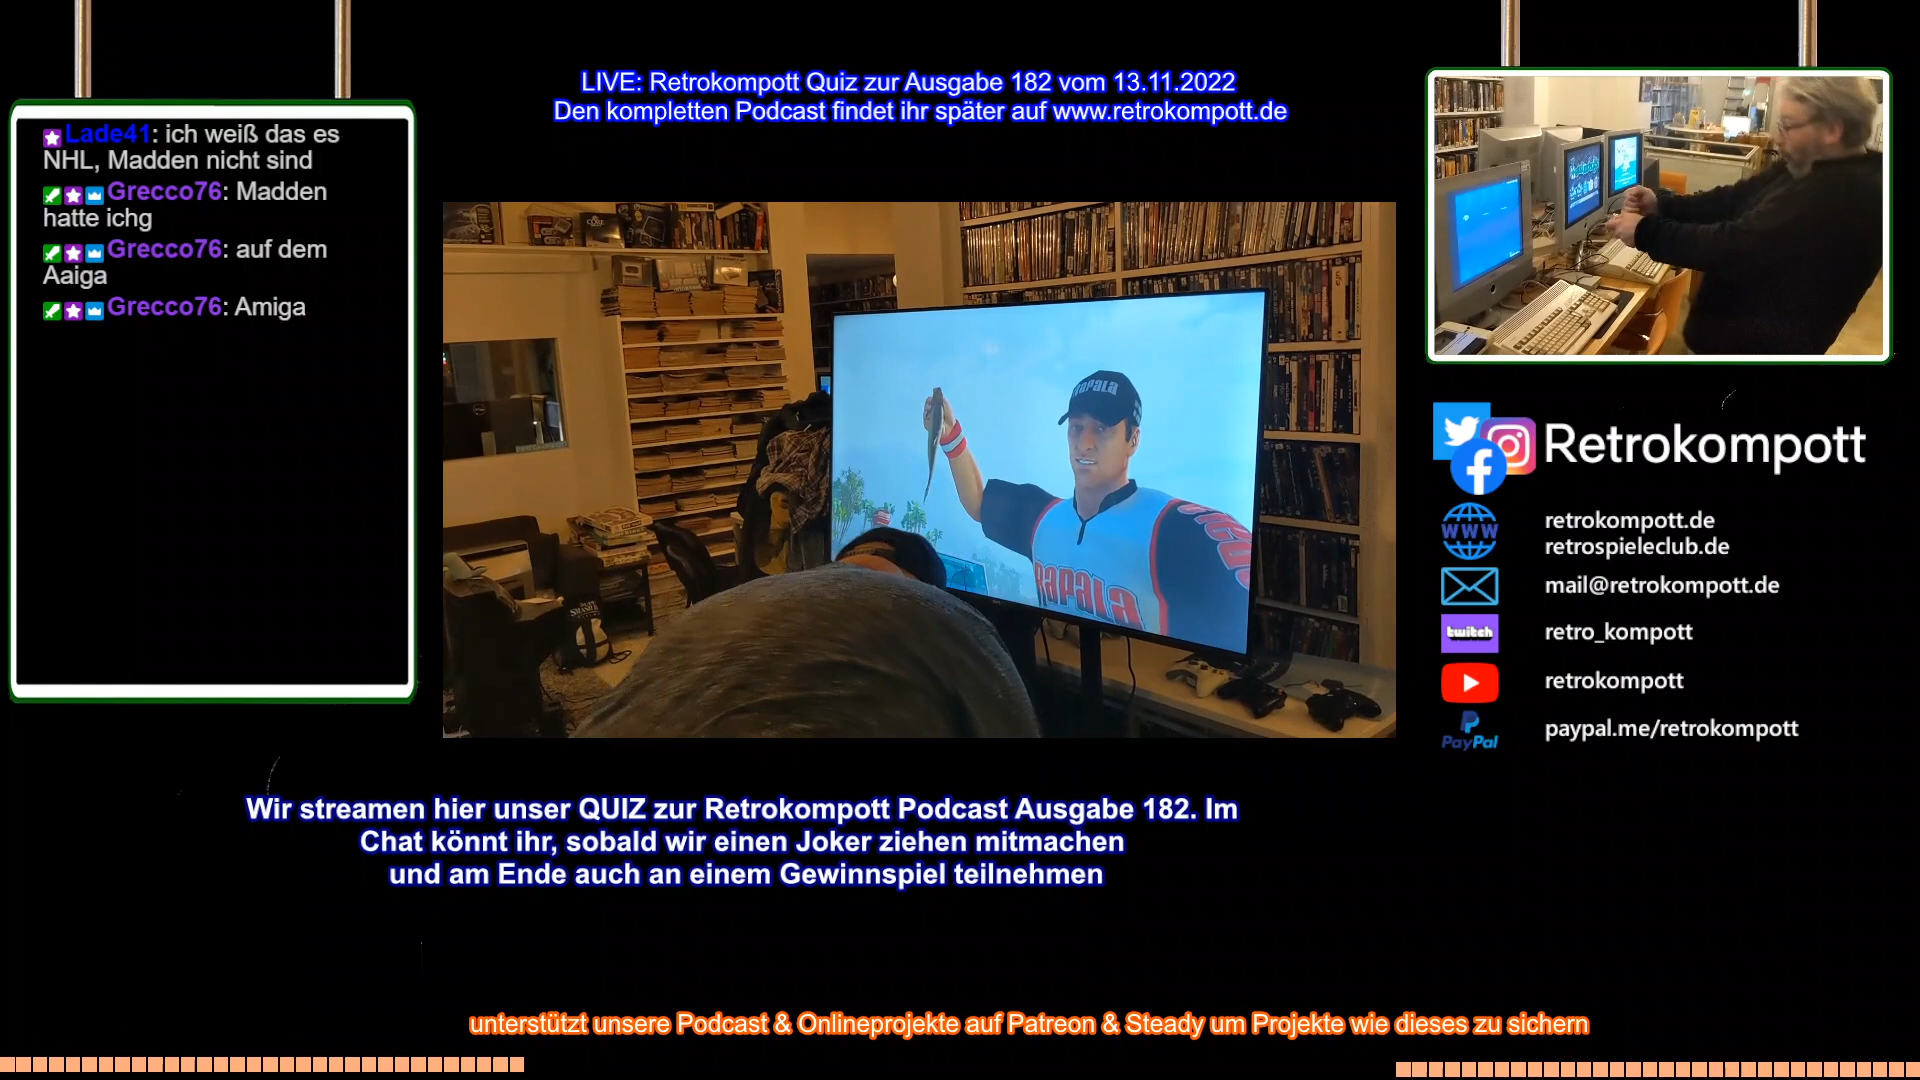 LIVE: Retrokompott Quiz zur Ausgabe 182 vom 13.11.2022
Den kompletten Podcast findet ihr später auf www.retrokompott.de
Lade41: ich weiß das es
NHL, Madden nicht sind
Grecco76: Madden
hatte ichg
Grecco76: auf dem
Aaiga
Grecco76: Amiga
RAPALA
RAPALA
Retrokompott
WWW
retrokompott.de
retrospieleclub.de
mail@retrokompott.de
twitch
retro_kompott
retrokompott
PayPal
paypal.me/retrokompott
Wir streamen hier unser QUIZ zur Retrokompott Podcast Ausgabe 182. Im
Chat könnt ihr, sobald wir einen Joker ziehen mitmachen
und am Ende auch an einem Gewinnspiel teilnehmen
unterstützt unsere Podcast & Onlineprojekte auf Patreon & Steady um Projekte wie dieses zu sichern